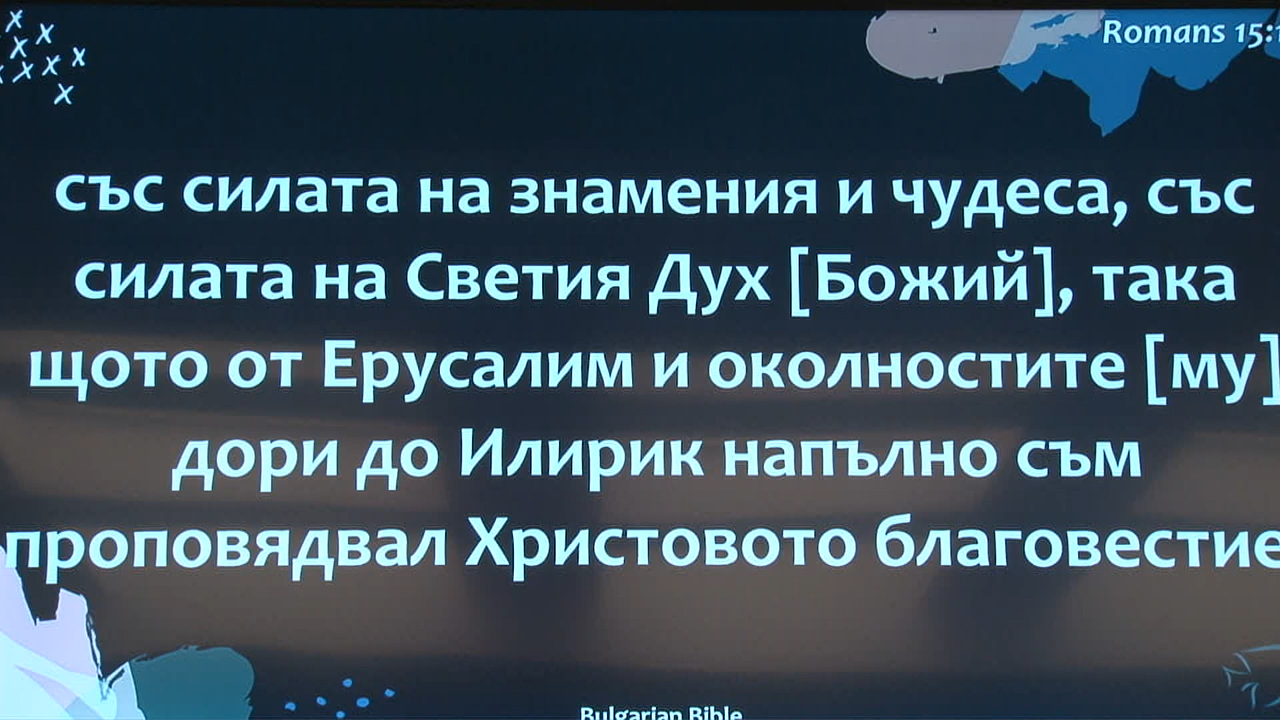 Romans 15:1
със силата на знамения и чудеса, със
силата на Светия Дух [Божий], така
щото от Ерусалим и околностите [му]
дори до Илирик напълно съм
проповядвал Христовото благовестие
Bulgarian Bible